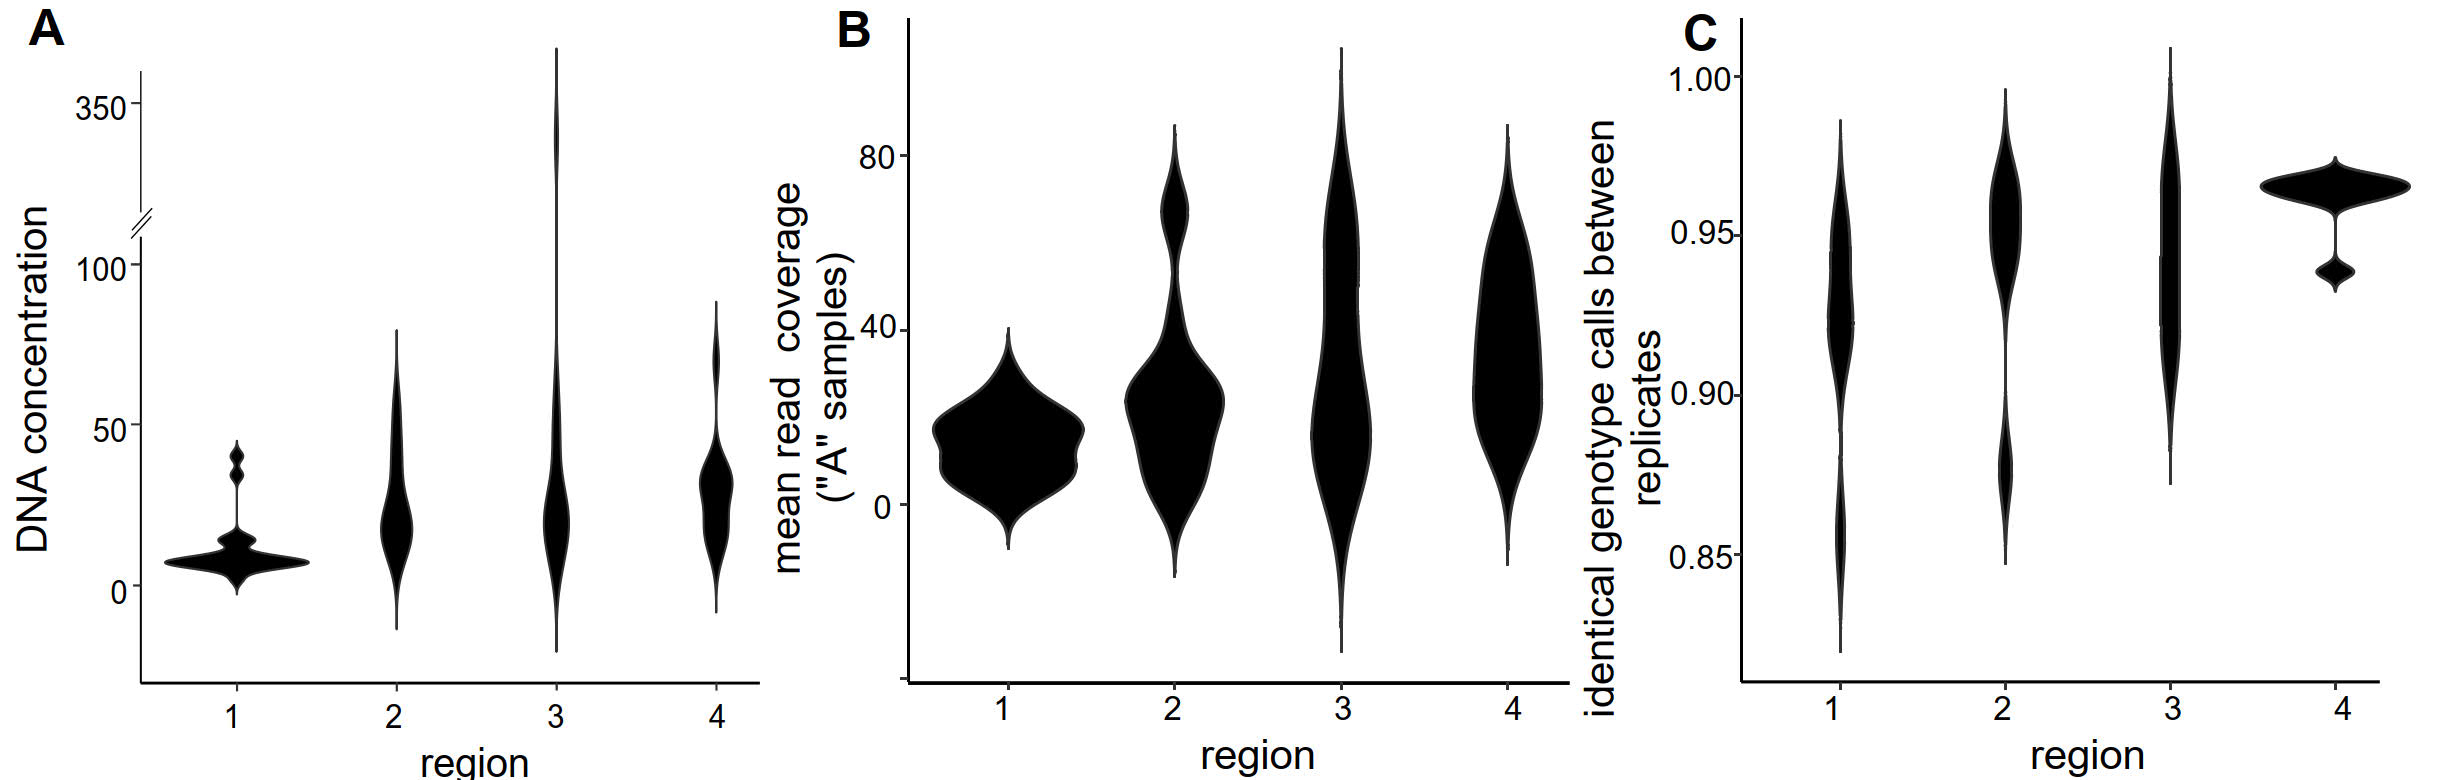 A
DNA concentration
350
100
50
0
1 2 3 4
region
B
mean read coverage
("A" samples)
80
40
0
1 2 3 4
region
C
identical genotype calls between
replicates
1.00
0.95
0.90
0.85
1 2 3 4
region